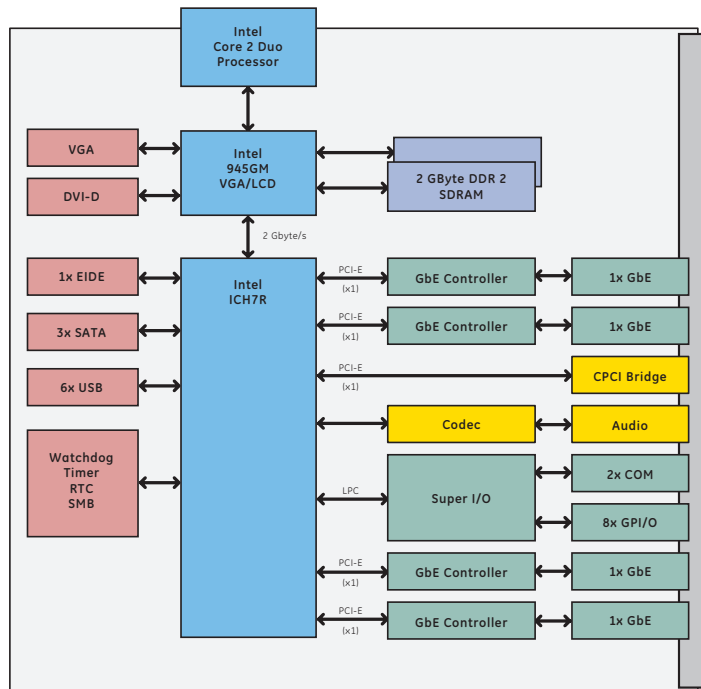 Intel
Core 2 Duo
Processor
VGA
DVI-D
Intel
945GM
VGA/LCD
2 GByte DDR 2
SDRAM
2 Gbyte/s
1x EIDE
3x SATA
6x USB
Watchdog
Timer
RTC
SMB
Intel
ICH7R
PCI-E
(x1)
GbE Controller
1x GbE
PCI-E
(x1)
GbE Controller
1x GbE
PCI-E
(x1)
CPCI Bridge
Codec
Audio
LPC
Super I/O
2x COM
8x GPI/O
PCI-E
(x1)
GbE Controller
1x GbE
PCI-E
(x1)
GbE Controller
1x GbE